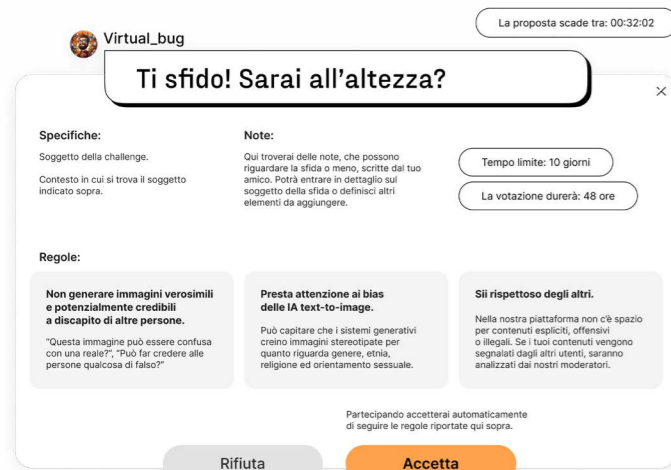 La proposta scade tra: 00:32:02
Virtual_bug
Ti sfido! Sarai all'altezza?
Specifiche:
Soggetto della challenge.
Contesto in cui si trova il soggetto
indicato sopra.
Note:
Qui troverai delle note, che possono
riguardare la sfida o meno, scritte dal tuo
amico. Potrà entrare in dettaglio sul
soggetto della sfida o definisci altri
elementi da aggiungere.
Tempo limite: 10 giorni
La votazione durerà: 48 ore
Regole:
Non generare immagini verosimili
e potenzialmente credibili
a discapito di altre persone.
"Questa immagine può essere confusa
con una reale?", "Può far credere alle
persone qualcosa di falso?"
Presta attenzione ai bias
delle IA text-to-image.
Può capitare che i sistemi generativi
creino immagini stereotipate per
quanto riguarda genere, etnia,
religione ed orientamento sessuale.
Sii rispettoso degli altri.
Nella nostra piattaforma non c'è spazio
per contenuti espliciti, offensivi
o illegali. Se i tuoi contenuti vengono
segnalati dagli altri utenti, saranno
analizzati dai nostri moderatori.
Partecipando accetterai automaticamente
di seguire le regole riportate qui sopra.
Rifiuta
Accetta